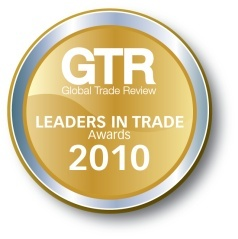 GTR
Global Trade Review
LEADERS IN TRADE
Awards
2010